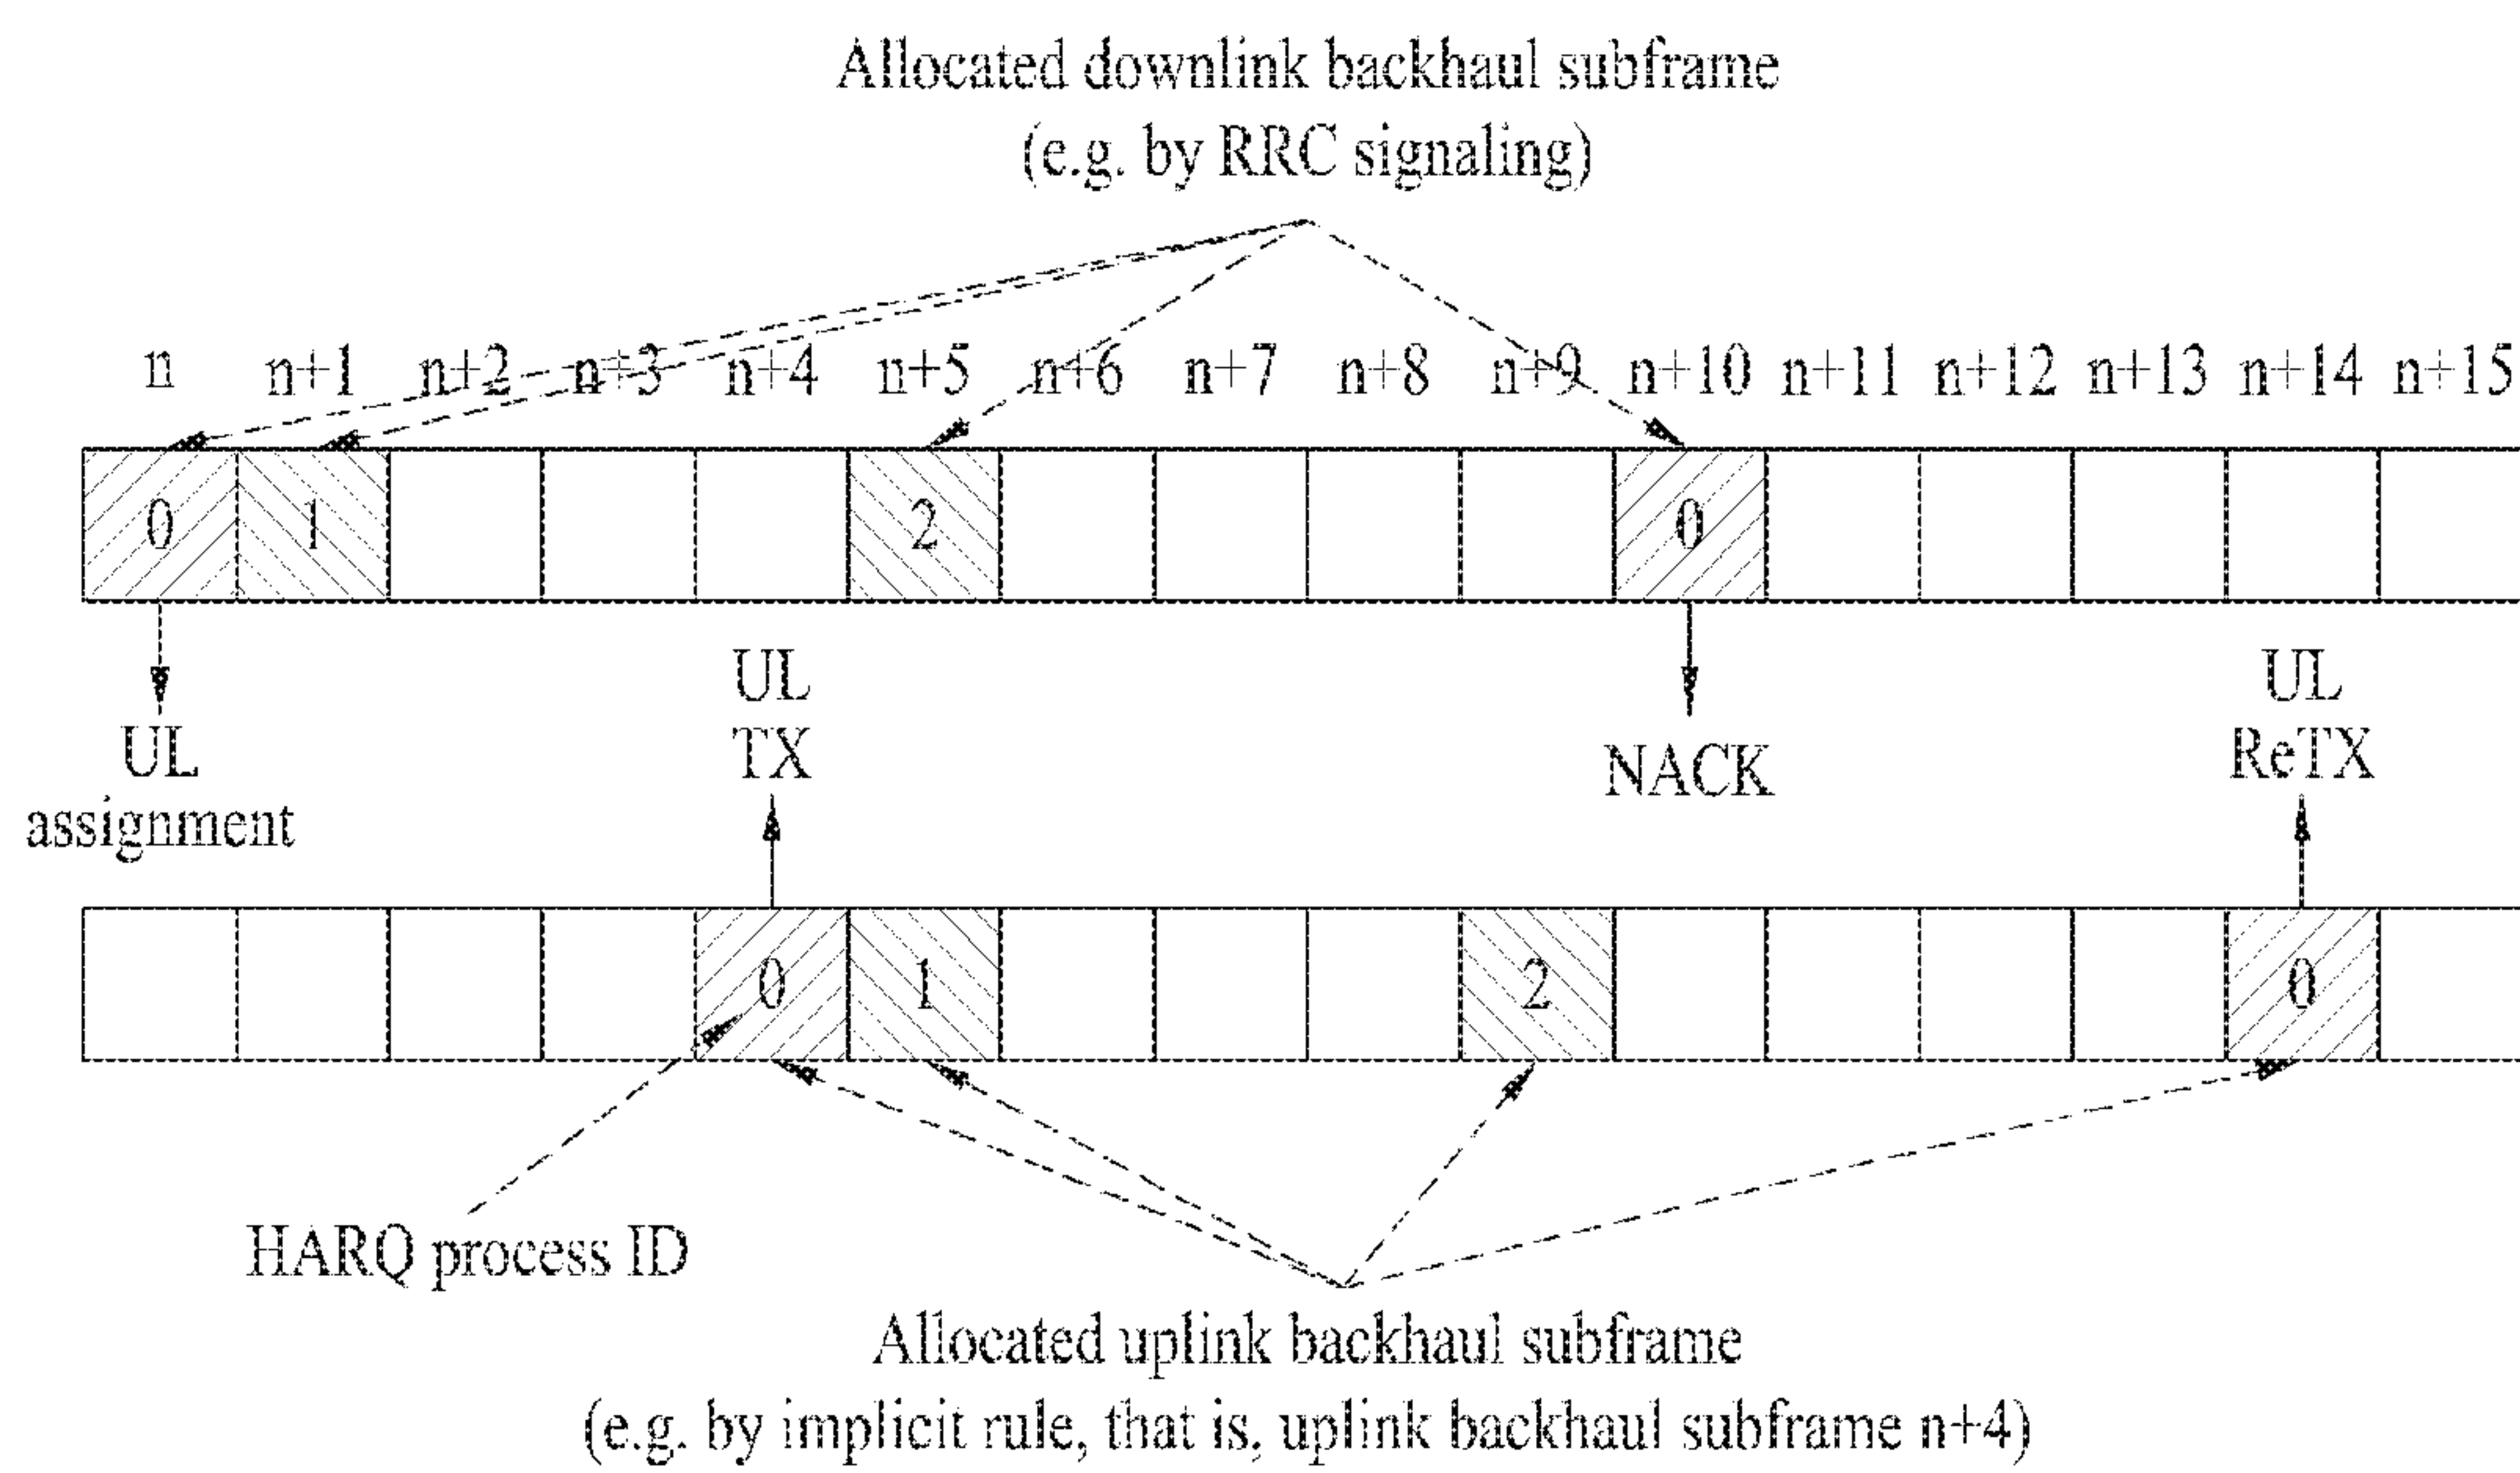 Allocated downlink backhaul subframe
(e.g. by RRC signaling)
n n+1 n+2 n+3 n+4 n+5 n+6 n+7 n+8 n+9 n+10 n+11 n+12 n+13 n+14 n+15
0 1 2 0
UL
assignment
UL
TX
NACK
UL
ReTX
0 1 2 0
HARQ process ID
Allocated uplink backhaul subframe
(e.g. by implicit rule, that is, uplink backhaul subframe n+4)